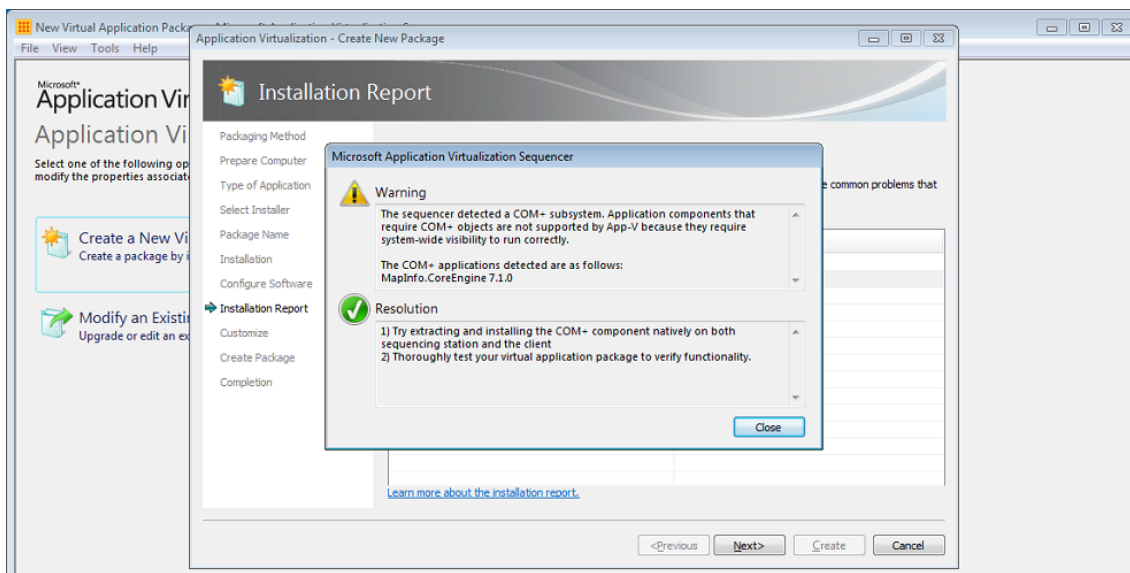 New Virtual Application Packa
File View Tools Help
Microsoft®
Application Vir
Application Vi
Select one of the following op
modify the properties associat
Create a New Vi
Create a package by i
Modify an Existi
Upgrade or edit an ex
Application Virtualization - Create New Package
Installation Report
Packaging Method
Prepare Computer
Type of Application
Select Installer
Package Name
Installation
Configure Software
Installation Report
Customize
Create Package
Completion
e common problems that
Microsoft Application Virtualization Sequencer
Warning
The sequencer detected a COM+ subsystem. Application components that
require COM+ objects are not supported by App-V because they require
system-wide visibility to run correctly.
The COM+ applications detected are as follows:
MapInfo.CoreEngine 7.1.0
Resolution
1) Try extracting and installing the COM+ component natively on both
sequencing station and the client
2) Thoroughly test your virtual application package to verify functionality.
Close
Learn more about the installation report.
<Previous
Next>
Create
Cancel